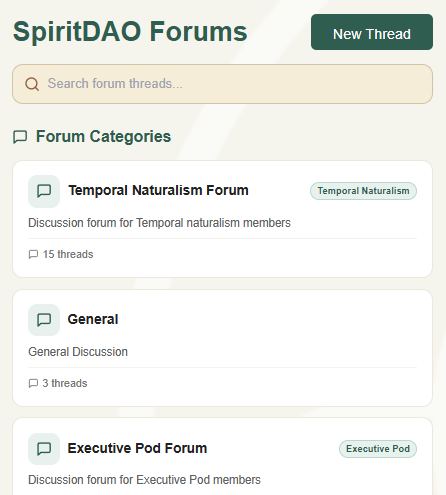 SpiritDAO Forums
New Thread
Search forum threads...
Forum Categories
Temporal Naturalism Forum
Temporal Naturalism
Discussion forum for Temporal naturalism members
15 threads
General
General Discussion
3 threads
Executive Pod Forum
Executive Pod
Discussion forum for Executive Pod members